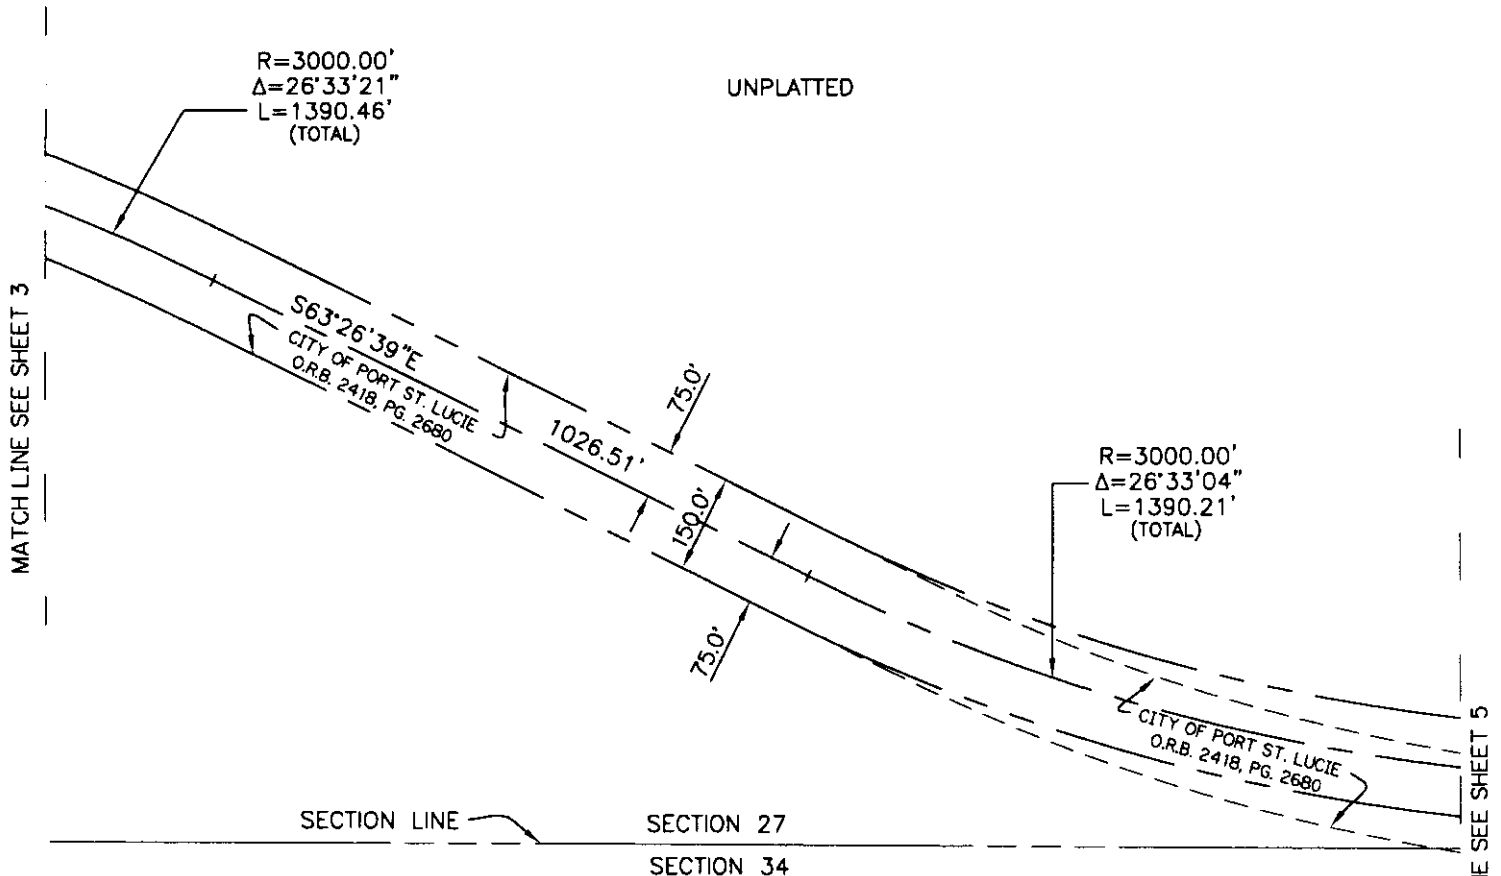 R=3000.00'
Δ=26°33'21"
L=1390.46'
(TOTAL)
UNPLATTED
MATCH LINE SEE SHEET 3
S63°26'39"E
CITY OF PORT ST. LUCIE
O.R.B. 2418, PG. 2680
1026.51'
75.0'
150.0'
75.0'
R=3000.00'
Δ=26°33'04"
L=1390.21'
(TOTAL)
CITY OF PORT ST. LUCIE
O.R.B. 2418, PG. 2680
E SEE SHEET 5
SECTION LINE
SECTION 27
SECTION 34